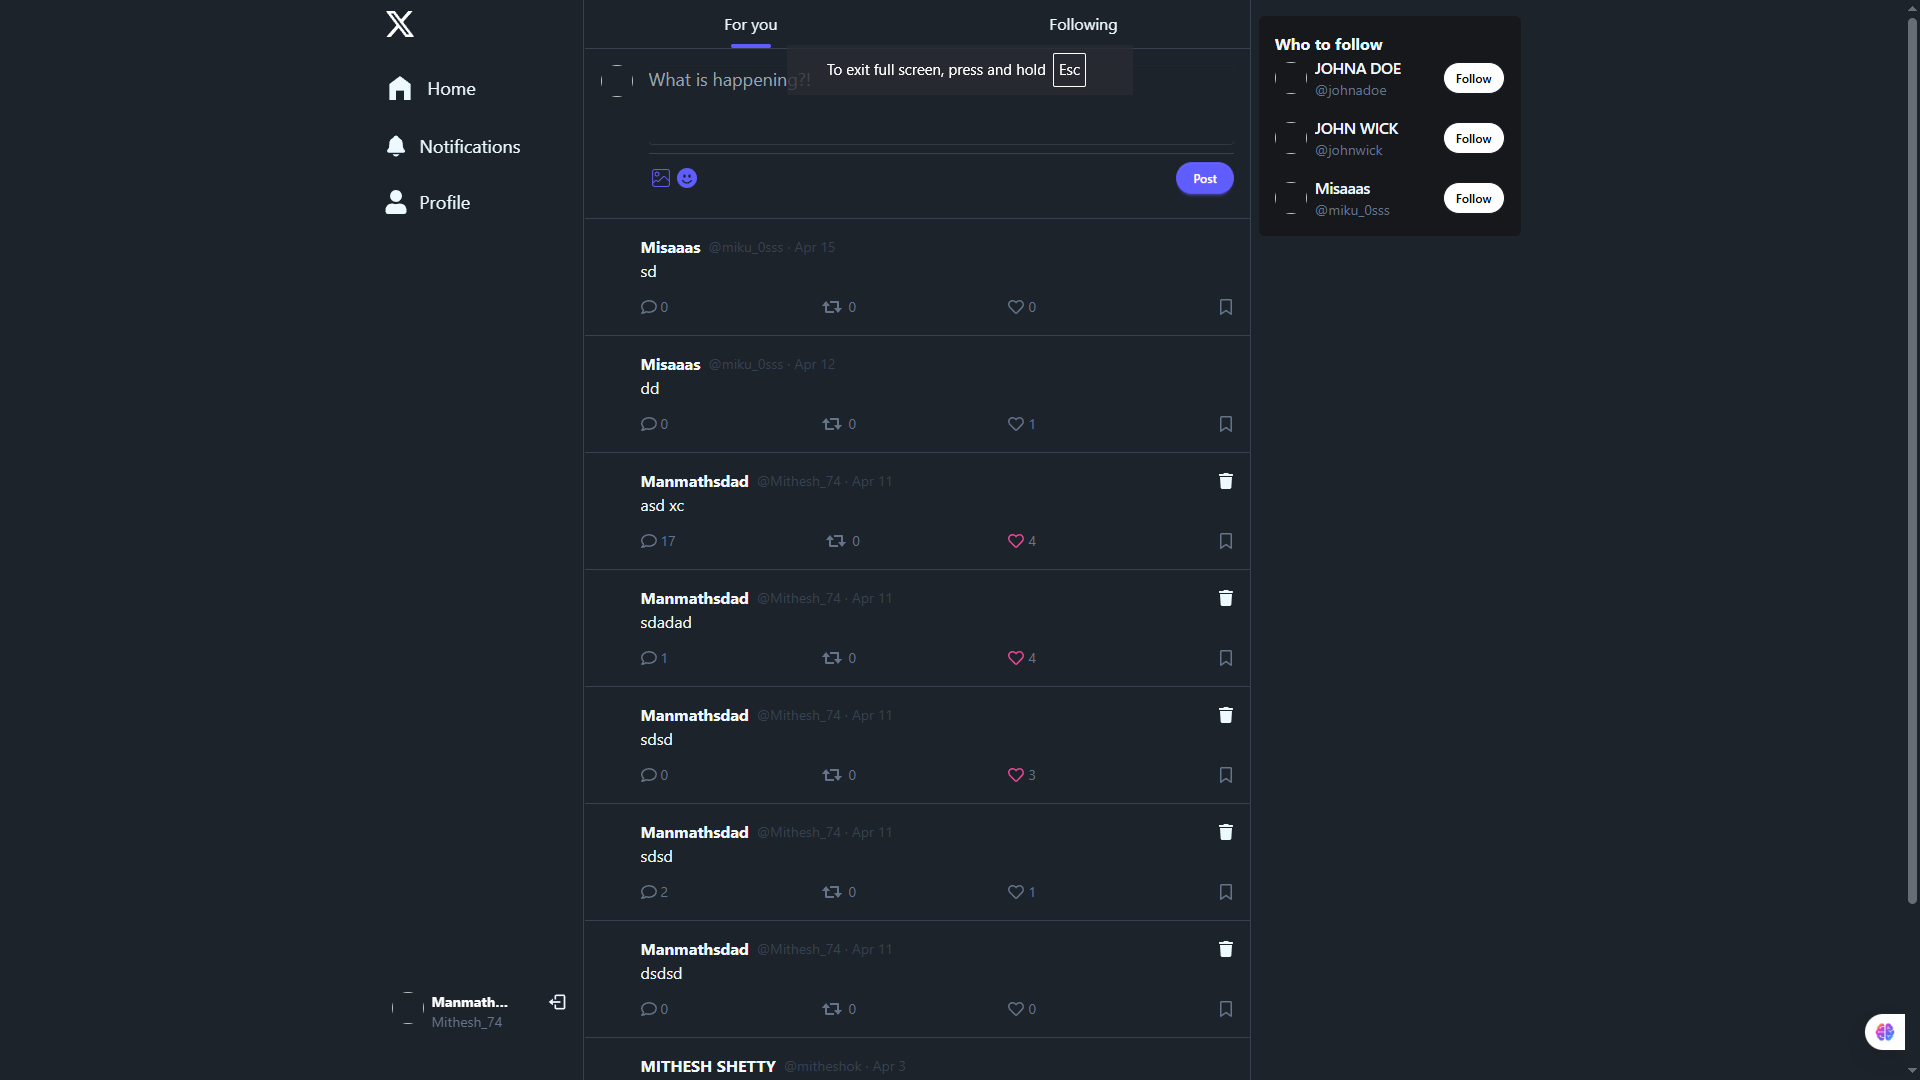 Home
Notifications
Profile
Manmath...
Mithesh_74
For you
Following
What is happening?!
To exit full screen, press and hold Esc
Post
Misaaas @miku_0sss · Apr 15
sd
0 0 0
Misaaas @miku_0sss · Apr 12
dd
0 0 1
Manmathsdad @Mithesh_74 · Apr 11
asd xc
17 0 4
Manmathsdad @Mithesh_74 · Apr 11
sdadad
1 0 4
Manmathsdad @Mithesh_74 · Apr 11
sdsd
0 0 3
Manmathsdad @Mithesh_74 · Apr 11
sdsd
2 0 1
Manmathsdad @Mithesh_74 · Apr 11
dsdsd
0 0 0
MITHESH SHETTY @mitheshok · Apr 3
Who to follow
JOHNA DOE
@johnadoe
Follow
JOHN WICK
@johnwick
Follow
Misaaas
@miku_0sss
Follow